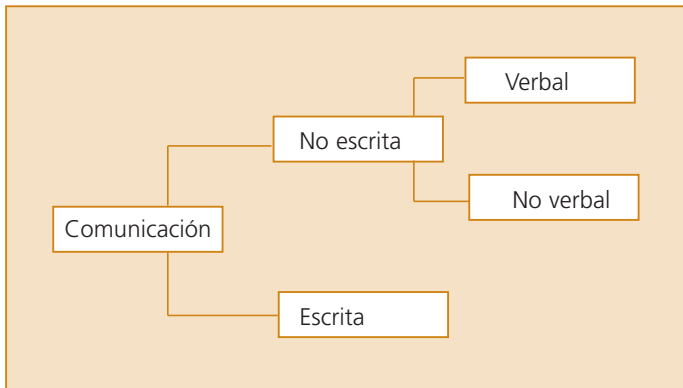 Verbal
No escrita
No verbal
Comunicación
Escrita